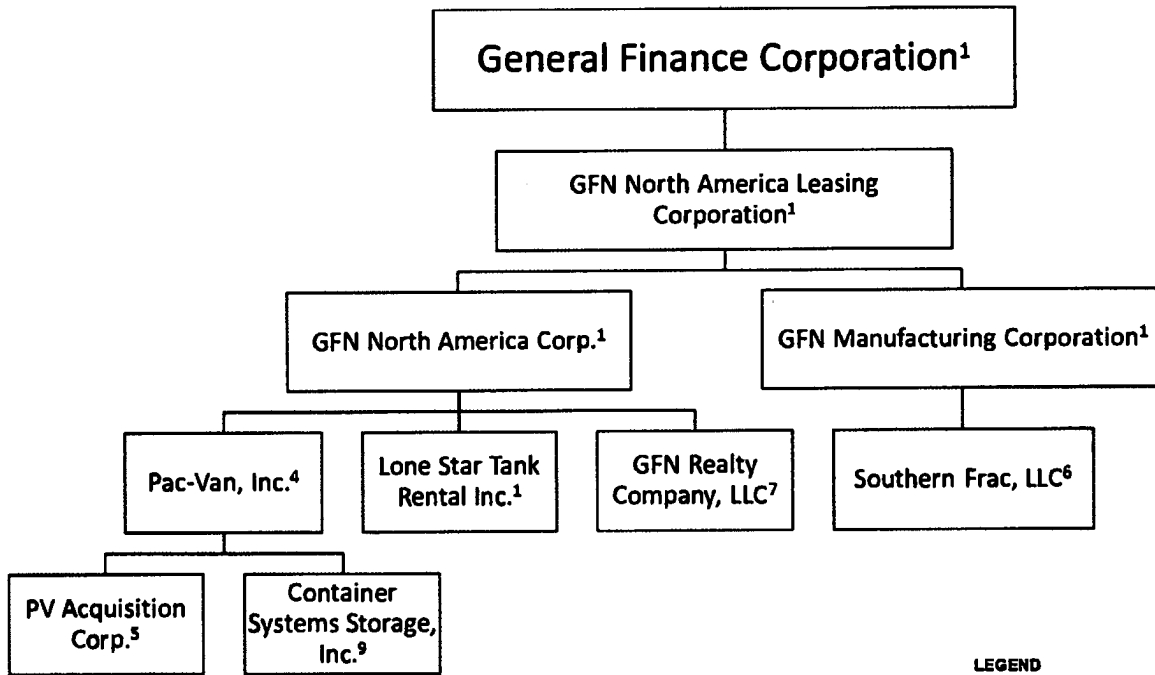 General Finance Corporation¹
GFN North America Leasing
Corporation¹
GFN North America Corp.¹
GFN Manufacturing Corporation¹
Pac-Van, Inc.⁴
Lone Star Tank
Rental Inc.¹
GFN Realty
Company, LLC⁷
Southern Frac, LLC⁶
PV Acquisition
Corp.⁵
Container
Systems Storage,
Inc.⁹
LEGEND